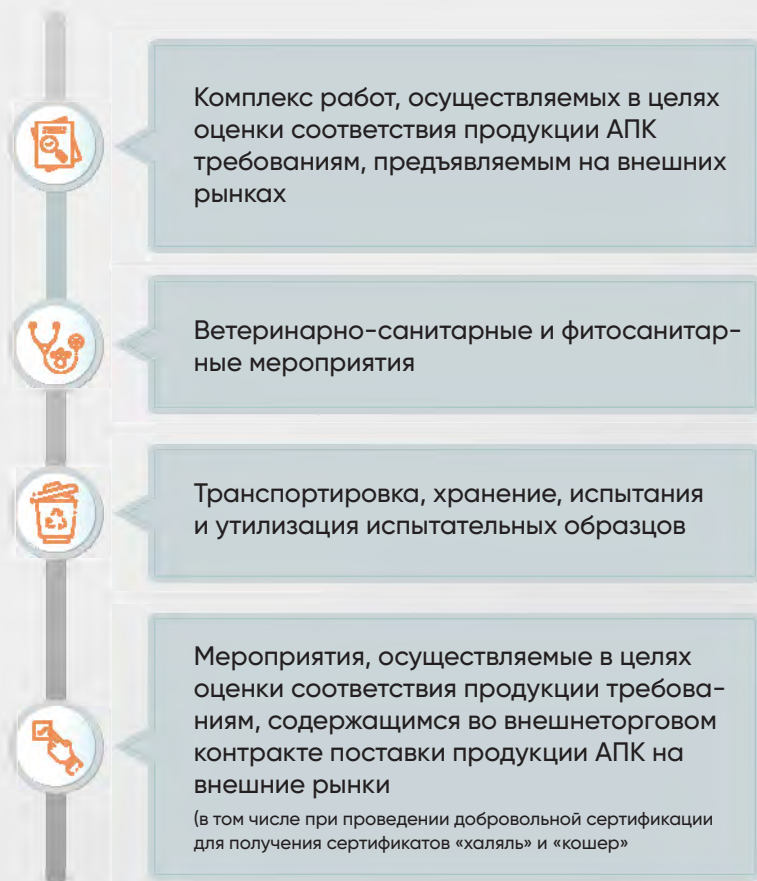 Комплекс работ, осуществляемых в целях
оценки соответствия продукции АПК
требованиям, предъявляемым на внешних
рынках
Ветеринарно-санитарные и фитосанитар-
ные мероприятия
Транспортировка, хранение, испытания
и утилизация испытательных образцов
Мероприятия, осуществляемые в целях
оценки соответствия продукции требова-
ниям, содержащимся во внешнеторговом
контракте поставки продукции АПК на
внешние рынки
(в том числе при проведении добровольной сертификации
для получения сертификатов «халяль» и «кошер»